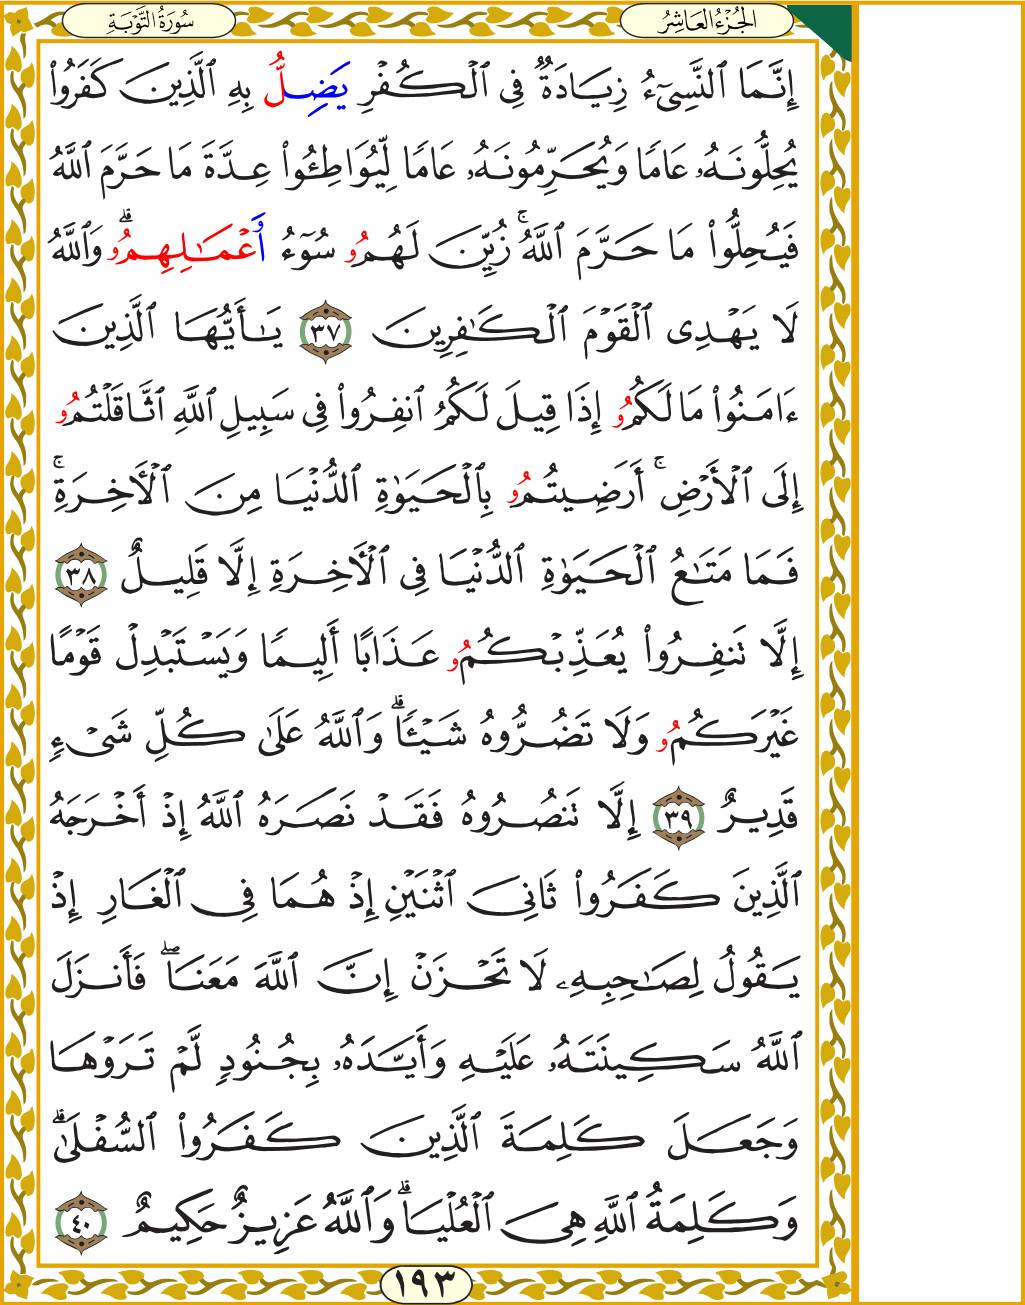 الجُزْءُ العَاشِرُ
سُورَةُ التَّوْبَةِ
إِنَّمَا ٱلنَّسِىٓءُ زِيَادَةٌ فِى ٱلْكُفْرِ يَضِلُّ بِهِ ٱلَّذِينَ كَفَرُوا۟
يُحِلُّونَهُۥ عَامًا وَيُحَرِّمُونَهُۥ عَامًا لِّيُوَاطِـُٔوا۟ عِدَّةَ مَا حَرَّمَ ٱللَّهُ
فَيُحِلُّوا۟ مَا حَرَّمَ ٱللَّهُ ۚ زُيِّنَ لَهُمُۥ سُوٓءُ أَعْمَـٰلِهِمُۥ ۗ وَٱللَّهُ
لَا يَهْدِى ٱلْقَوْمَ ٱلْكَـٰفِرِينَ ٣٧ يَـٰٓأَيُّهَا ٱلَّذِينَ
ءَامَنُوا۟ مَا لَكُمُۥ إِذَا قِيلَ لَكُمُ ٱنفِرُوا۟ فِى سَبِيلِ ٱللَّهِ ٱثَّاقَلْتُمُۥ
إِلَى ٱلْأَرْضِ ۚ أَرَضِيتُمُۥ بِٱلْحَيَوٰةِ ٱلدُّنْيَا مِنَ ٱلْـَٔاخِرَةِ ۚ
فَمَا مَتَـٰعُ ٱلْحَيَوٰةِ ٱلدُّنْيَا فِى ٱلْـَٔاخِرَةِ إِلَّا قَلِيلٌ ٣٨
إِلَّا تَنفِرُوا۟ يُعَذِّبْكُمُۥ عَذَابًا أَلِيمًا وَيَسْتَبْدِلْ قَوْمًا
غَيْرَكُمُۥ وَلَا تَضُرُّوهُ شَيْـًٔا ۗ وَٱللَّهُ عَلَىٰ كُلِّ شَىْءٍ
قَدِيرٌ ٣٩ إِلَّا تَنصُرُوهُ فَقَدْ نَصَرَهُ ٱللَّهُ إِذْ أَخْرَجَهُ
ٱلَّذِينَ كَفَرُوا۟ ثَانِىَ ٱثْنَيْنِ إِذْ هُمَا فِى ٱلْغَارِ إِذْ
يَقُولُ لِصَـٰحِبِهِۦ لَا تَحْزَنْ إِنَّ ٱللَّهَ مَعَنَا ۖ فَأَنزَلَ
ٱللَّهُ سَكِينَتَهُۥ عَلَيْهِ وَأَيَّدَهُۥ بِجُنُودٍ لَّمْ تَرَوْهَا
وَجَعَلَ كَلِمَةَ ٱلَّذِينَ كَفَرُوا۟ ٱلسُّفْلَىٰ ۗ
وَكَلِمَةُ ٱللَّهِ هِىَ ٱلْعُلْيَا ۗ وَٱللَّهُ عَزِيزٌ حَكِيمٌ ٤٠
١٩٣